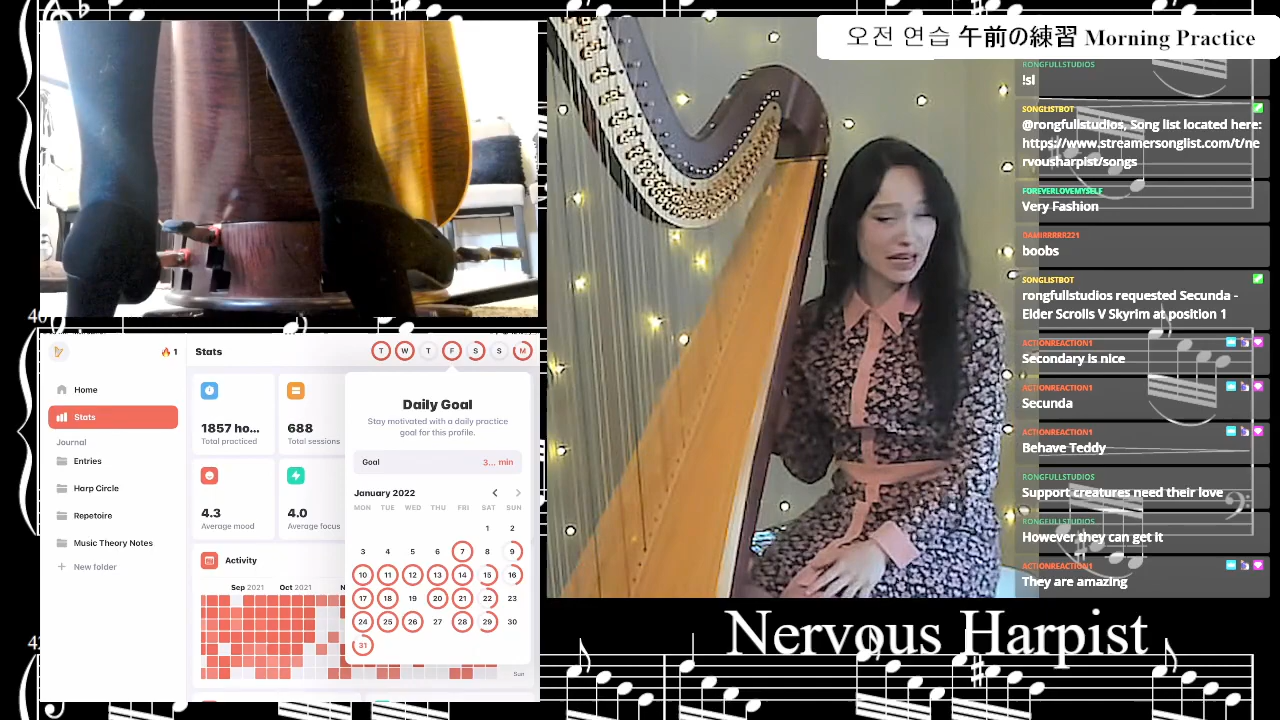 오전 연습 午前の練習 Morning Practice
RONGFULLSTUDIOS
!sl
SONGLISTBOT
@rongfullstudios, Song list located here:
https://www.streamersonglist.com/t/ne
rvousharpist/songs
FOREVERLOVEMYSELF
Very Fashion
DAMIRRRRR221
boobs
SONGLISTBOT
rongfullstudios requested Secunda -
Elder Scrolls V Skyrim at position 1
ACTIONREACTION1
Secondary is nice
ACTIONREACTION1
Secunda
ACTIONREACTION1
Behave Teddy
RONGFULLSTUDIOS
Support creatures need their love
RONGFULLSTUDIOS
However they can get it
ACTIONREACTION1
They are amazing
Nervous Harpist
1
Home
Stats
Journal
Entries
Harp Circle
Repetoire
Music Theory Notes
New folder
Stats
T W T F S S M
1857 ho...
Total practiced
688
Total sessions
4.3
Average mood
4.0
Average focus
Activity
Sep 2021 Oct 2021 N
Sun
Daily Goal
Stay motivated with a daily practice
goal for this profile.
Goal 3... min
January 2022
MON TUE WED THU FRI SAT SUN
1 2
3 4 5 6 7 8 9
10 11 12 13 14 15 16
17 18 19 20 21 22 23
24 25 26 27 28 29 30
31